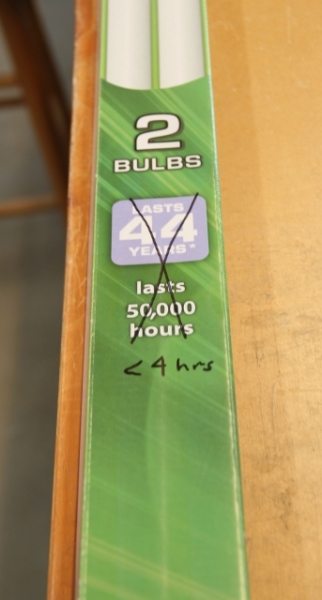 2
BULBS
LASTS
44
YEARS*
lasts
50,000
hours
< 4 hrs